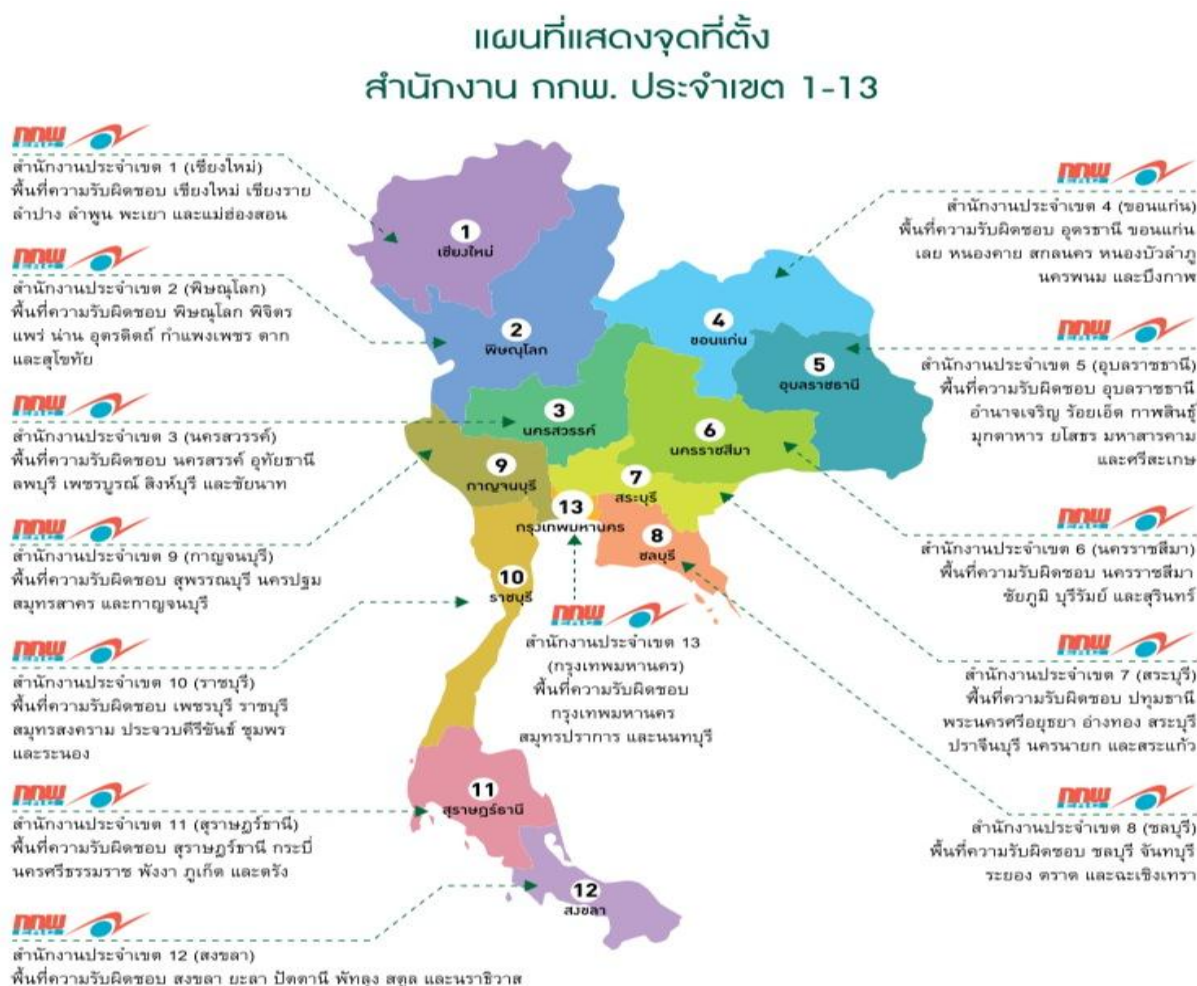 แผนที่แสดงจุดที่ตั้ง
สำนักงาน กกพ. ประจำเขต 1-13
กกพ
สำนักงานประจำเขต 1 (เชียงใหม่)
พื้นที่ความรับผิดชอบ เชียงใหม่ เชียงราย
ลำปาง ลำพูน พะเยา และแม่ฮ่องสอน
กกพ
สำนักงานประจำเขต 2 (พิษณุโลก)
พื้นที่ความรับผิดชอบ พิษณุโลก พิจิตร
แพร่ น่าน อุตรดิตถ์ กำแพงเพชร ตาก
และสุโขทัย
กกพ
สำนักงานประจำเขต 3 (นครสวรรค์)
พื้นที่ความรับผิดชอบ นครสรรค์ อุทัยธานี
ลพบุรี เพชรบูรณ์ สิงห์บุรี และชัยนาท
กกพ
สำนักงานประจำเขต 9 (กาญจนบุรี)
พื้นที่ความรับผิดชอบ สุพรรณบุรี นครปฐม
สมุทรสาคร และกาญจนบุรี
กกพ
สำนักงานประจำเขต 10 (ราชบุรี)
พื้นที่ความรับผิดชอบ เพชรบุรี ราชบุรี
สมุทรสงคราม ประจวบคีรีขันธ์ ชุมพร
และระนอง
กกพ
สำนักงานประจำเขต 11 (สุราษฎร์ธานี)
พื้นที่ความรับผิดชอบ สุราษฎร์ธานี กระบี่
นครศรีธรรมราช พังงา ภูเก็ต และตรัง
กกพ
สำนักงานประจำเขต 12 (สงขลา)
พื้นที่ความรับผิดชอบ สงขลา ยะลา ปัตตานี พัทลุง สตูล และนราธิวาส
1
เชียงใหม่
2
พิษณุโลก
3
นครสวรรค์
4
ขอนแก่น
5
อุบลราชธานี
6
นครราชสีมา
7
สระบุรี
8
ชลบุรี
9
กาญจนบุรี
13
กรุงเทพมหานคร
10
ราชบุรี
11
สุราษฎร์ธานี
12
สงขลา
กกพ
สำนักงานประจำเขต 13
(กรุงเทพมหานคร)
พื้นที่ความรับผิดชอบ
กรุงเทพมหานคร
สมุทรปราการ และนนทบุรี
กกพ
สำนักงานประจำเขต 4 (ขอนแก่น)
พื้นที่ความรับผิดชอบ อุดรธานี ขอนแก่น
เลย หนองคาย สกลนคร หนองบัวลำภู
นครพนม และบึงกาฬ
กกพ
สำนักงานประจำเขต 5 (อุบลราชธานี)
พื้นที่ความรับผิดชอบ อุบลราชธานี
อำนาจเจริญ ร้อยเอ็ด กาฬสินธุ์
มุกดาหาร ยโสธร มหาสารคาม
และศรีสะเกษ
กกพ
สำนักงานประจำเขต 6 (นครราชสีมา)
พื้นที่ความรับผิดชอบ นครราชสีมา
ชัยภูมิ บุรีรัมย์ และสุรินทร์
กกพ
สำนักงานประจำเขต 7 (สระบุรี)
พื้นที่ความรับผิดชอบ ปทุมธานี
พระนครศรีอยุธยา อ่างทอง สระบุรี
ปราจีนบุรี นครนายก และสระแก้ว
กกพ
สำนักงานประจำเขต 8 (ชลบุรี)
พื้นที่ความรับผิดชอบ ชลบุรี จันทบุรี
ระยอง ตราด และฉะเชิงเทรา